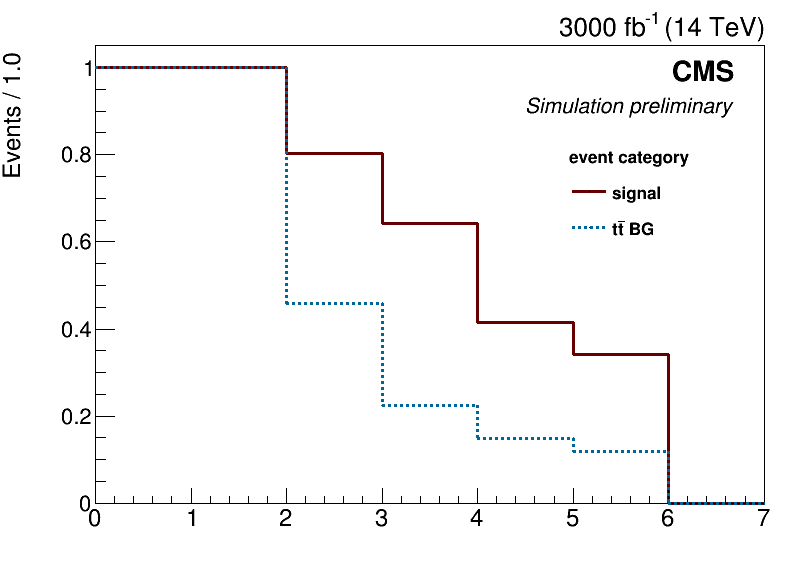 3000 fb-1 (14 TeV)
Events / 1.0
CMS
Simulation preliminary
event category
signal
tt̄ BG
1
0.8
0.6
0.4
0.2
0
0 1 2 3 4 5 6 7